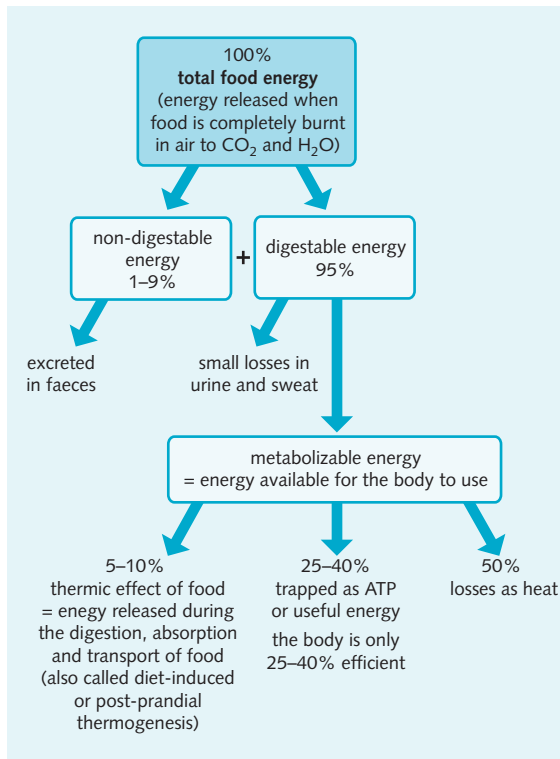 100%
total food energy
(energy released when
food is completely burnt
in air to CO₂ and H₂O)
non-digestable
energy
1–9%
+
digestable energy
95%
excreted
in faeces
small losses in
urine and sweat
metabolizable energy
= energy available for the body to use
5–10%
thermic effect of food
= enegy released during
the digestion, absorption
and transport of food
(also called diet-induced
or post-prandial
thermogenesis)
25–40%
trapped as ATP
or useful energy
the body is only
25–40% efficient
50%
losses as heat